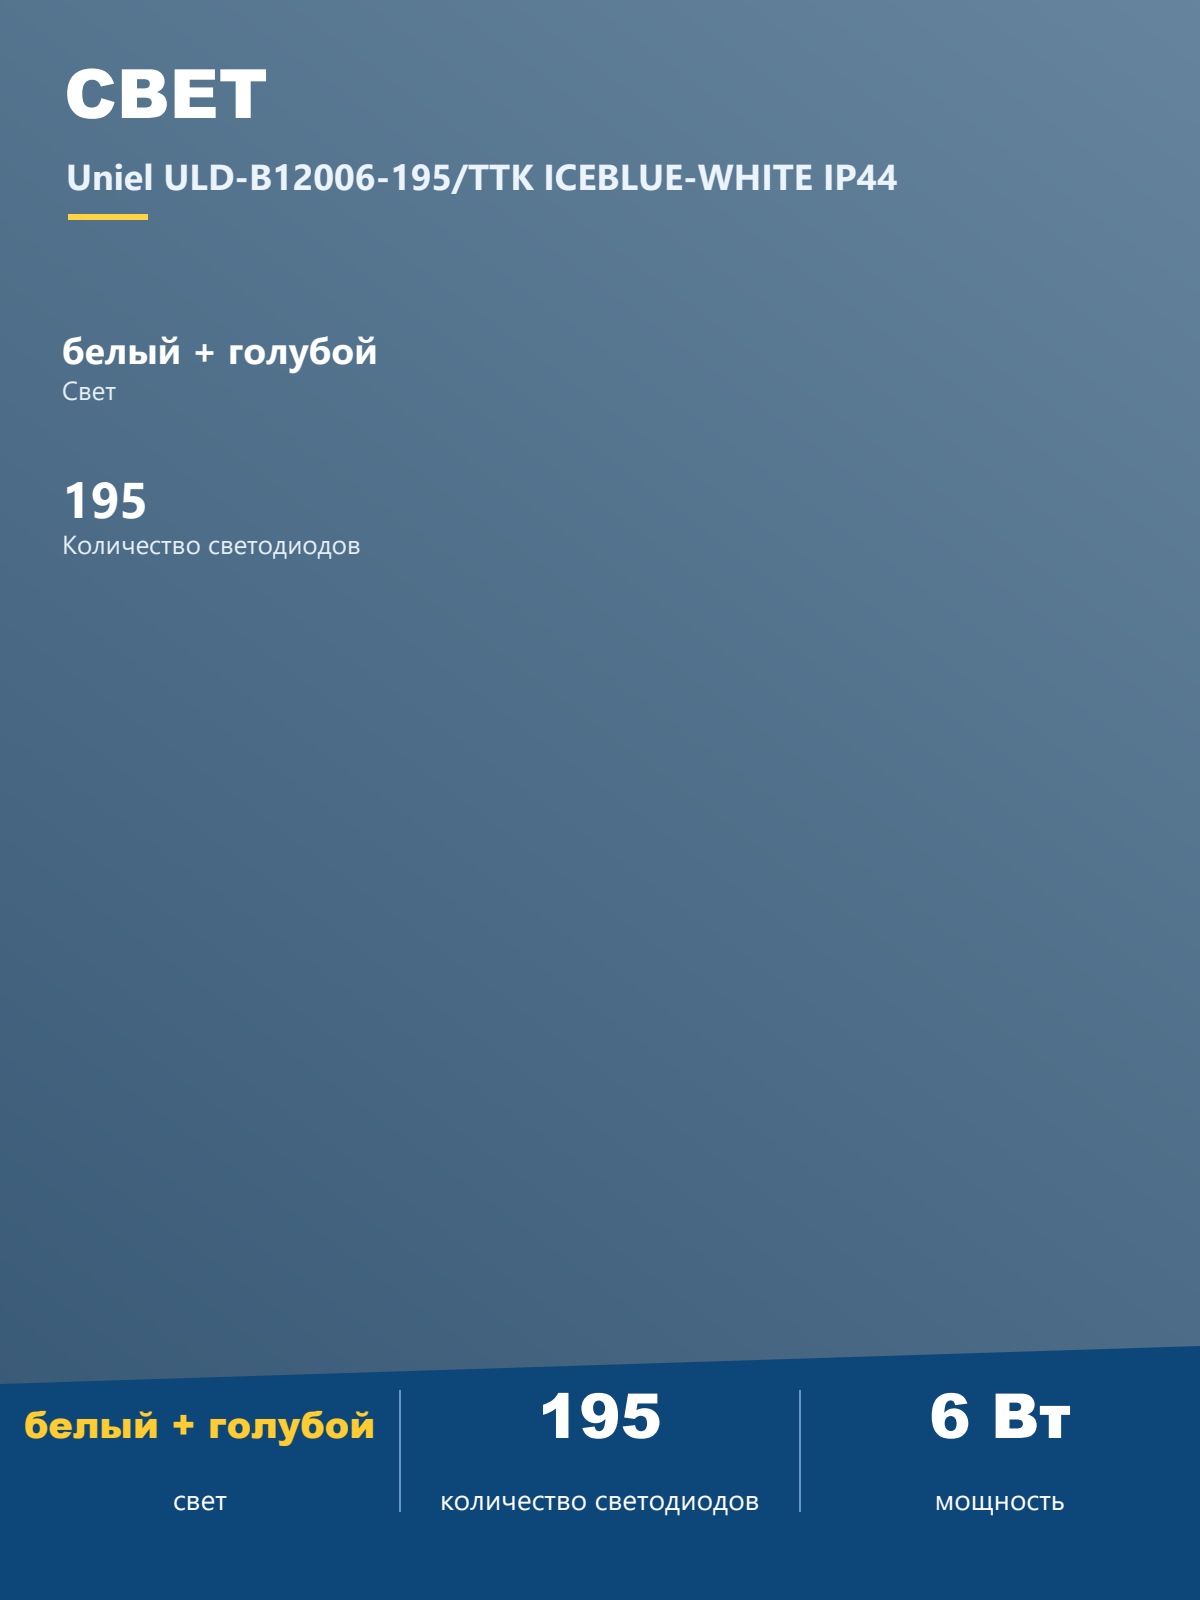 СВЕТ
Uniel ULD-B12006-195/TTK ICEBLUE-WHITE IP44
белый + голубой
Свет
195
Количество светодиодов
белый + голубой
свет
195
количество светодиодов
6 Вт
мощность